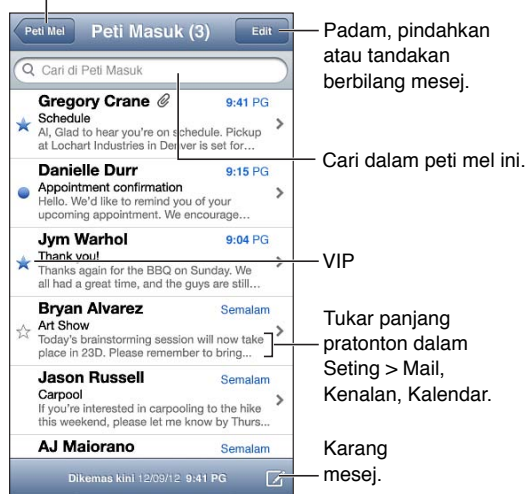 Peti Mel
Peti Masuk (3)
Edit
Cari di Peti Masuk
Gregory Crane 9:41 PG
Schedule
Al, Glad to hear you're on schedule. Pickup
at Lochart Industries in Denver is set for...
Danielle Durr 9:15 PG
Appointment confirmation
Hello. We'd like to remind you of your
upcoming appointment. We encourage...
Jym Warhol 9:04 PG
Thank you!
Thanks again for the BBQ on Sunday. We
all had a great time, and the guys are still...
Bryan Alvarez Semalam
Art Show
Today's brainstorming session will now take
place in 23D. Please remember to bring...
Jason Russell Semalam
Carpool
If you're interested in carpooling to the hike
this weekend, please let me know by Thurs...
AJ Maiorano Semalam
Dikemas kini 12/09/12 9:41 PG
Padam, pindahkan
atau tandakan
berbilang mesej.
Cari dalam peti mel ini.
VIP
Tukar panjang
pratonton dalam
Seting > Mail,
Kenalan, Kalendar.
Karang
mesej.